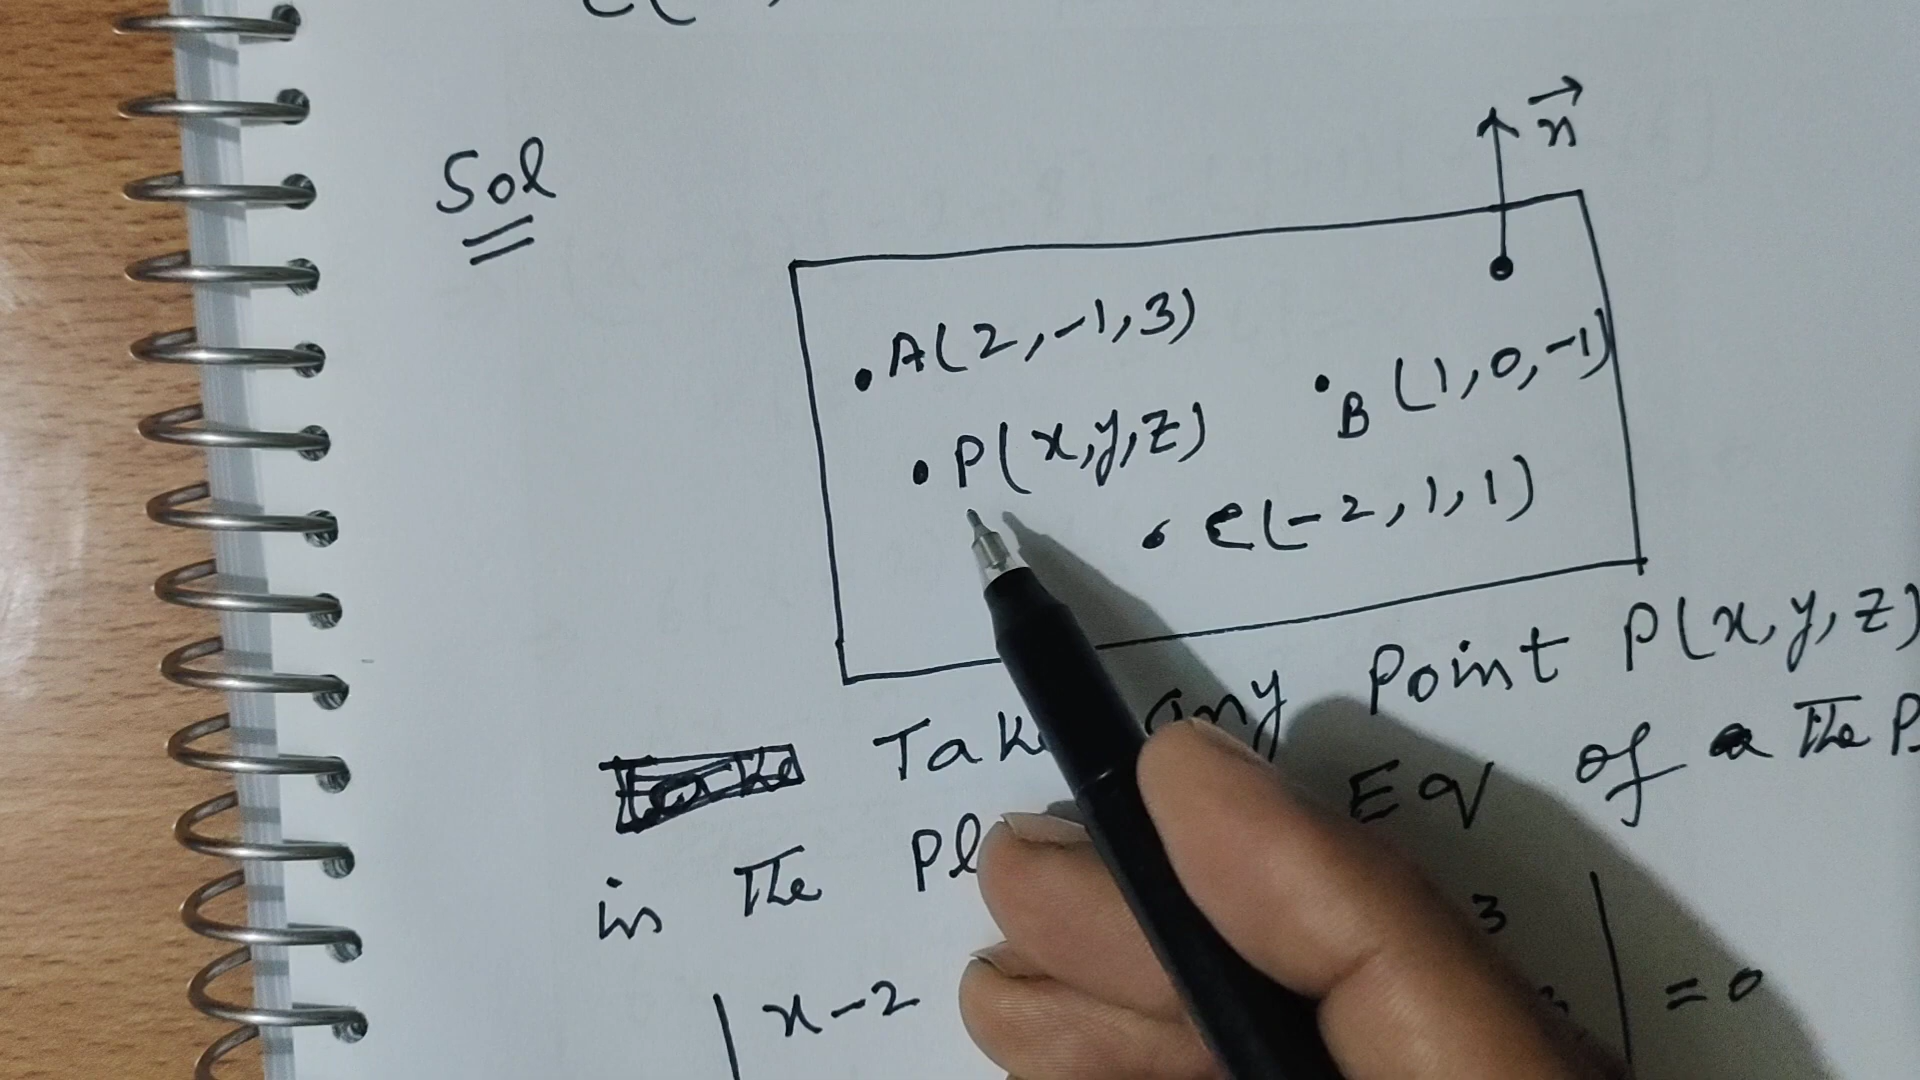 Sol
n
A(2,-1,3)
B(1,0,-1)
P(x,y,z)
C(-2,1,1)
any Point P(x,y,z)
in the Eq of the
3
x-2 =0